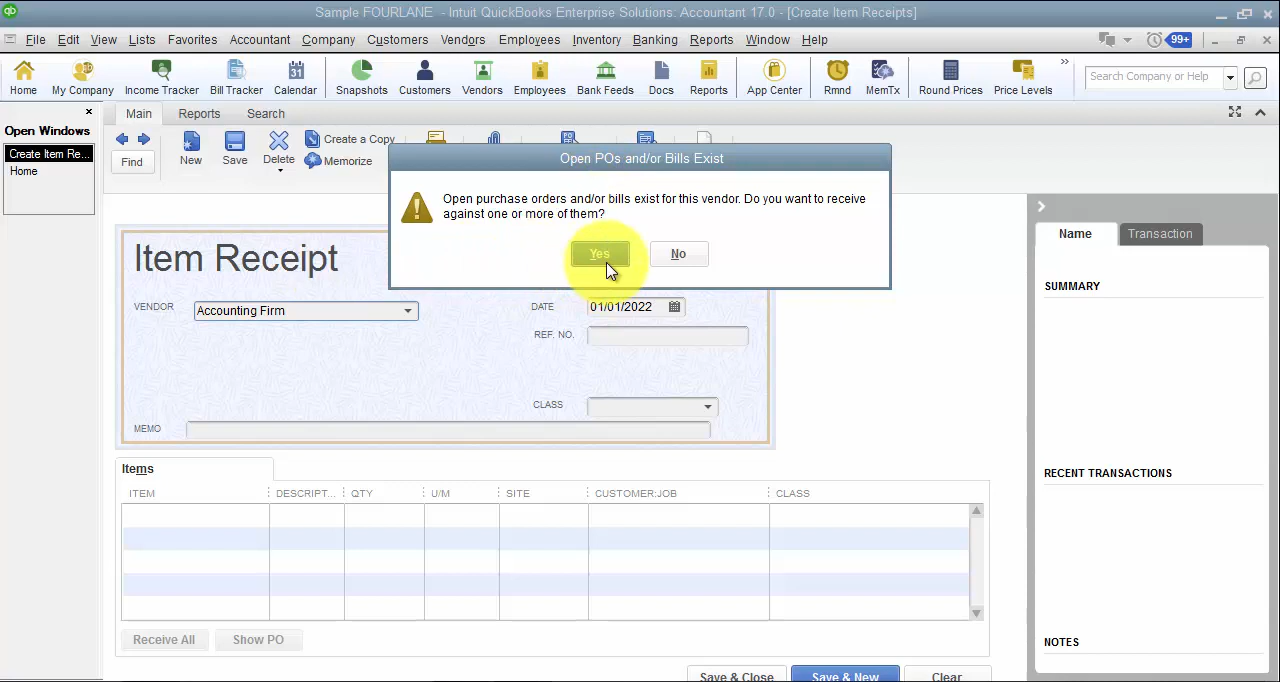 Sample FOURLANE - Intuit QuickBooks Enterprise Solutions: Accountant 17.0 - [Create Item Receipts]
File Edit View Lists Favorites Accountant Company Customers Vendors Employees Inventory Banking Reports Window Help
99+
Home My Company Income Tracker Bill Tracker Calendar Snapshots Customers Vendors Employees Bank Feeds Docs Reports App Center Rmnd MemTx Round Prices Price Levels
Search Company or Help
Open Windows
Create Item Re...
Home
Main Reports Search
Find
New
Save
Delete
Create a Copy
Memorize
Open POs and/or Bills Exist
Open purchase orders and/or bills exist for this vendor. Do you want to receive
against one or more of them?
Yes
No
Item Receipt
VENDOR Accounting Firm
DATE 01/01/2022
REF. NO.
CLASS
MEMO
Items
ITEM DESCRIPT... QTY U/M SITE CUSTOMER:JOB CLASS
Receive All Show PO
Save & Close Save & New Clear
Name Transaction
SUMMARY
RECENT TRANSACTIONS
NOTES